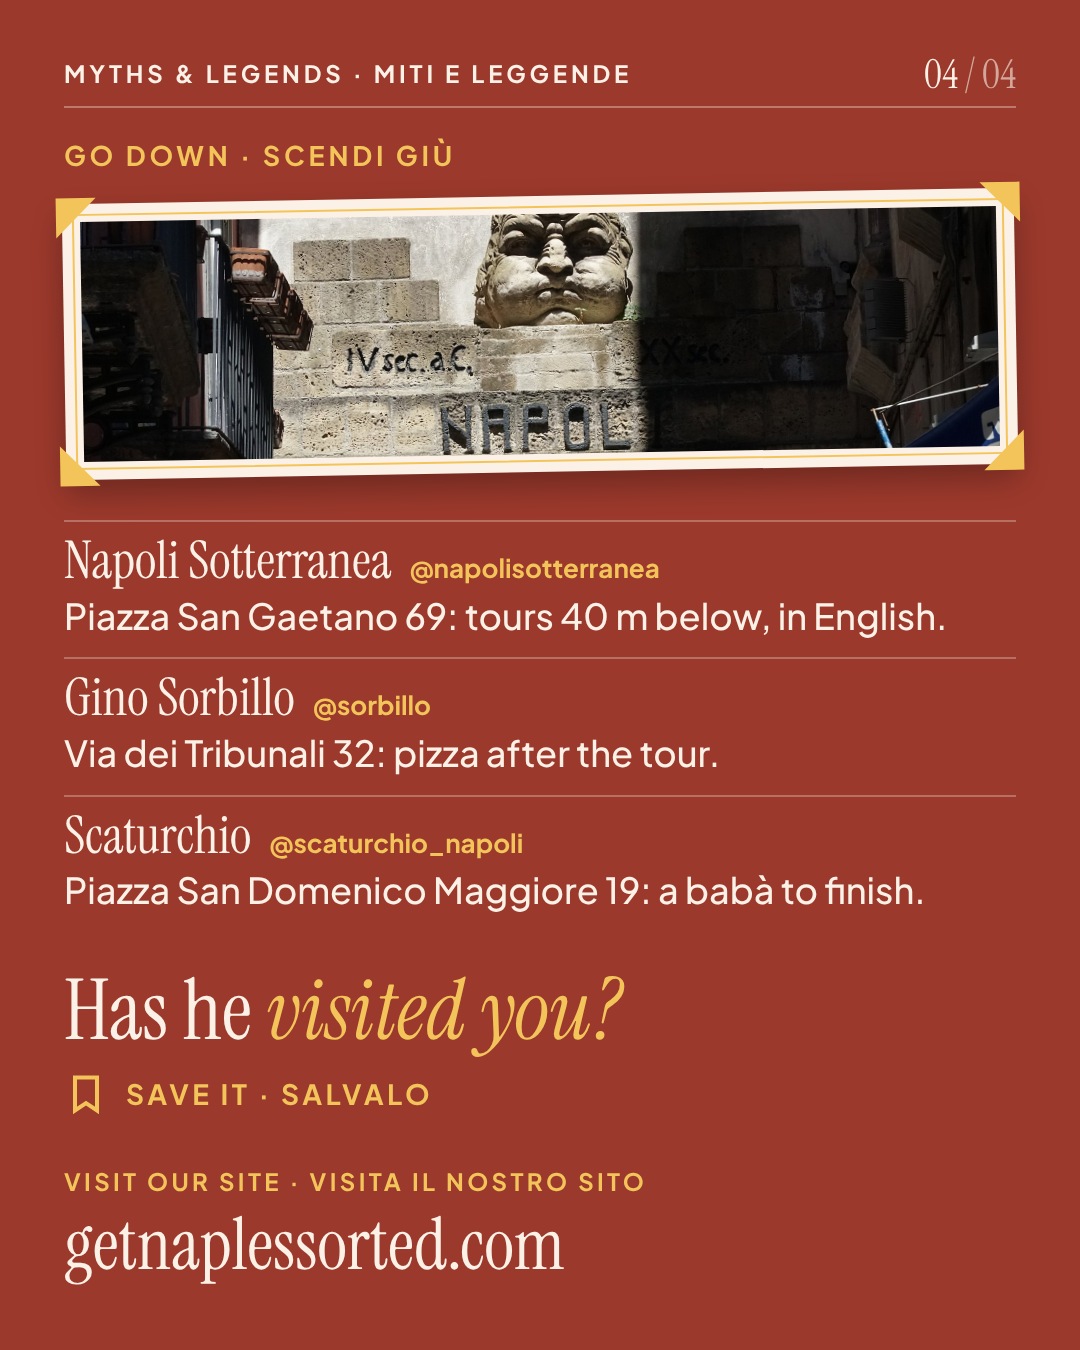 MYTHS & LEGENDS · MITI E LEGGENDE
04 / 04
GO DOWN · SCENDI GIÙ
IV sec. a.C.
XX sec.
NAPOL
Napoli Sotterranea @napolisotterranea
Piazza San Gaetano 69: tours 40 m below, in English.
Gino Sorbillo @sorbillo
Via dei Tribunali 32: pizza after the tour.
Scaturchio @scaturchio_napoli
Piazza San Domenico Maggiore 19: a babà to finish.
Has he visited you?
SAVE IT · SALVALO
VISIT OUR SITE · VISITA IL NOSTRO SITO
getnaplessorted.com